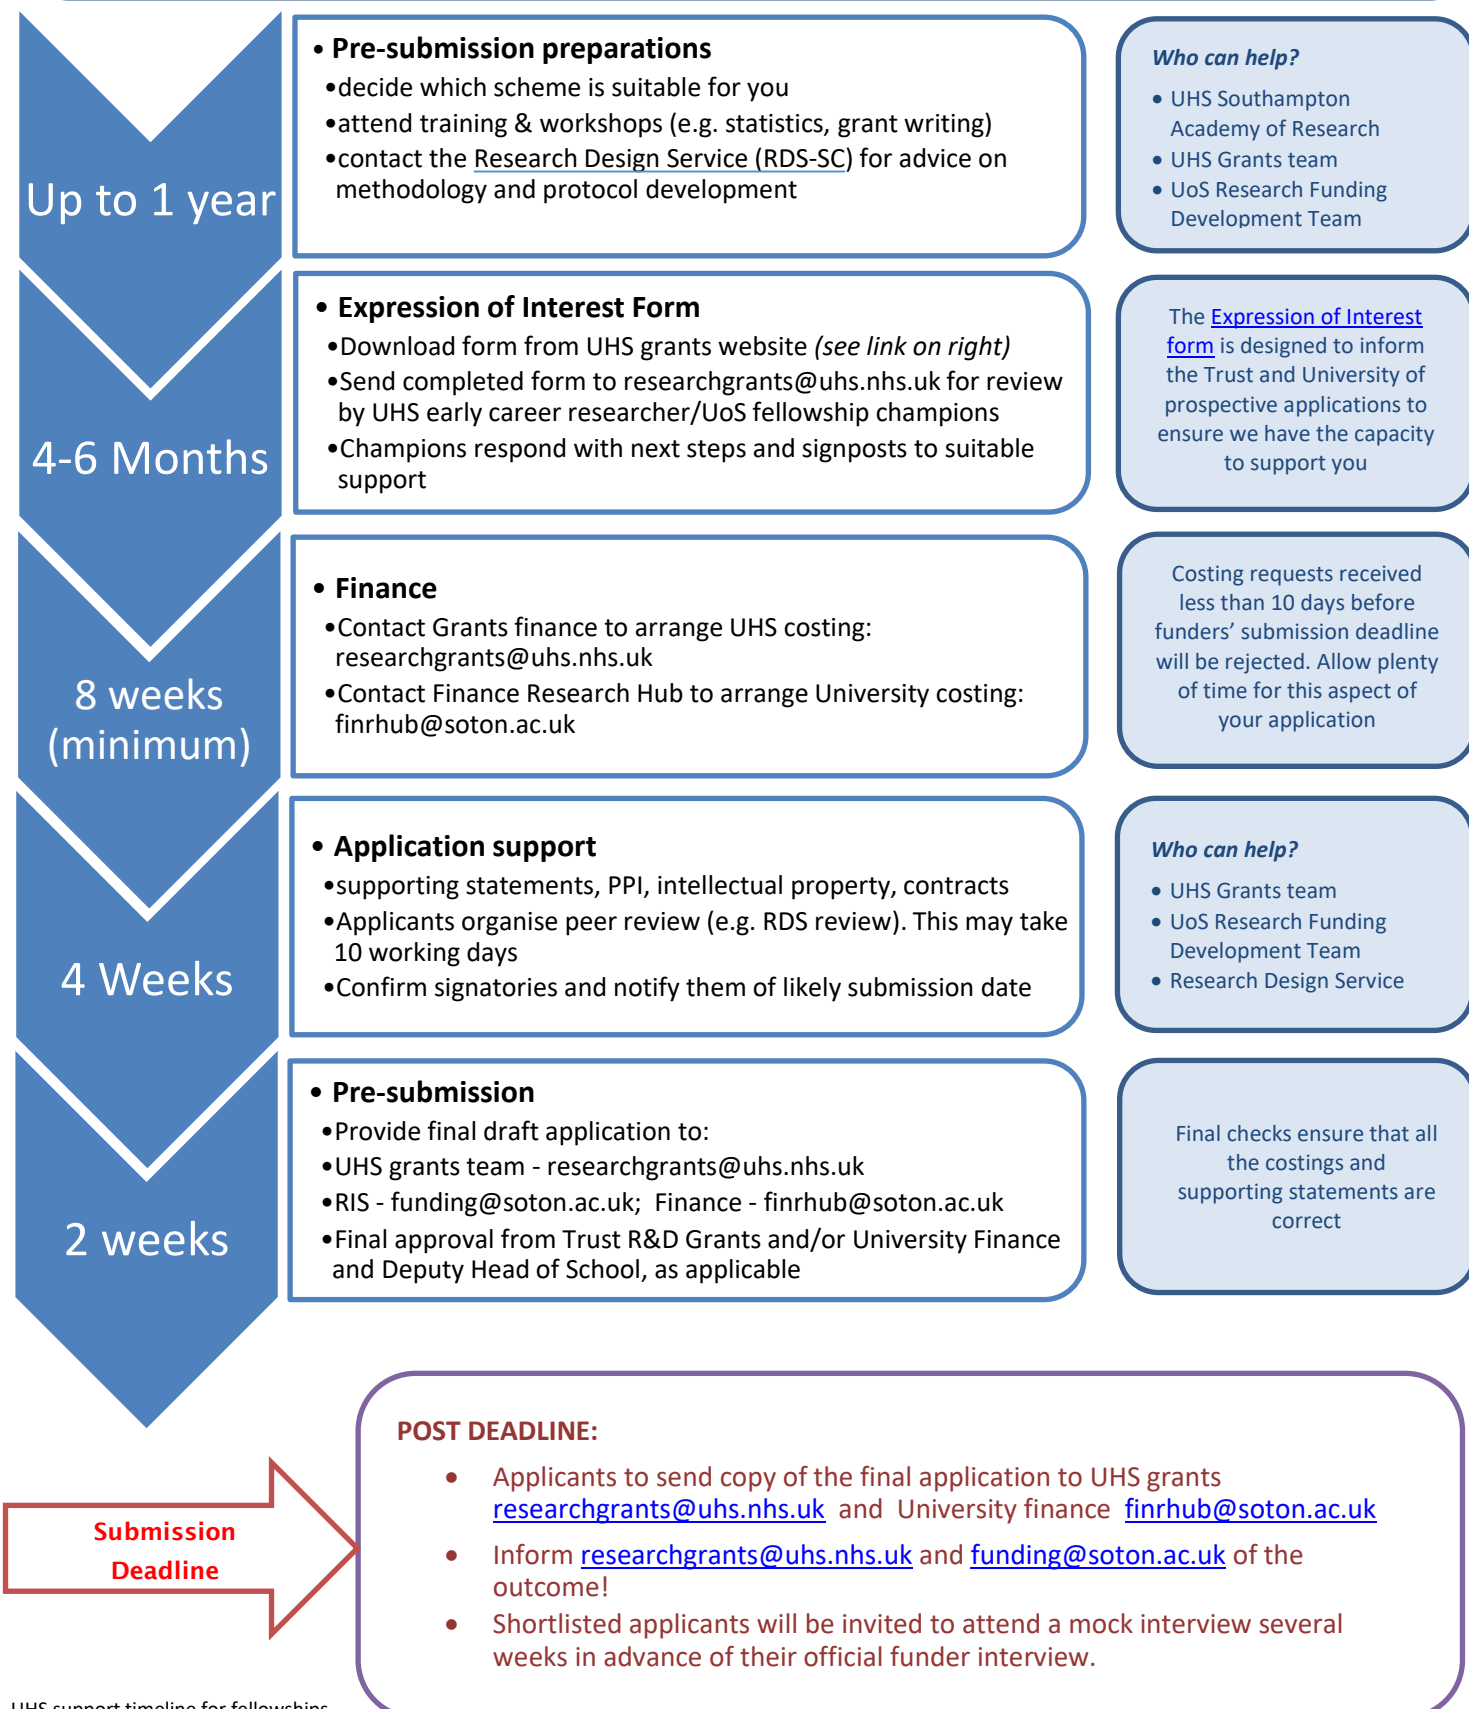 Up to 1 year
• Pre-submission preparations
•decide which scheme is suitable for you
•attend training & workshops (e.g. statistics, grant writing)
•contact the Research Design Service (RDS-SC) for advice on
methodology and protocol development
Who can help?
• UHS Southampton
Academy of Research
• UHS Grants team
• UoS Research Funding
Development Team
4-6 Months
• Expression of Interest Form
•Download form from UHS grants website (see link on right)
•Send completed form to researchgrants@uhs.nhs.uk for review
by UHS early career researcher/UoS fellowship champions
•Champions respond with next steps and signposts to suitable
support
The Expression of Interest
form is designed to inform
the Trust and University of
prospective applications to
ensure we have the capacity
to support you
8 weeks
(minimum)
• Finance
•Contact Grants finance to arrange UHS costing:
researchgrants@uhs.nhs.uk
•Contact Finance Research Hub to arrange University costing:
finrhub@soton.ac.uk
Costing requests received
less than 10 days before
funders’ submission deadline
will be rejected. Allow plenty
of time for this aspect of
your application
4 Weeks
• Application support
•supporting statements, PPI, intellectual property, contracts
•Applicants organise peer review (e.g. RDS review). This may take
10 working days
•Confirm signatories and notify them of likely submission date
Who can help?
• UHS Grants team
• UoS Research Funding
Development Team
• Research Design Service
2 weeks
• Pre-submission
•Provide final draft application to:
•UHS grants team - researchgrants@uhs.nhs.uk
•RIS - funding@soton.ac.uk; Finance - finrhub@soton.ac.uk
•Final approval from Trust R&D Grants and/or University Finance
and Deputy Head of School, as applicable
Final checks ensure that all
the costings and
supporting statements are
correct
Submission
Deadline
POST DEADLINE:
• Applicants to send copy of the final application to UHS grants
researchgrants@uhs.nhs.uk and University finance finrhub@soton.ac.uk
• Inform researchgrants@uhs.nhs.uk and funding@soton.ac.uk of the
outcome!
• Shortlisted applicants will be invited to attend a mock interview several
weeks in advance of their official funder interview.
UHS support timeline for fellowships